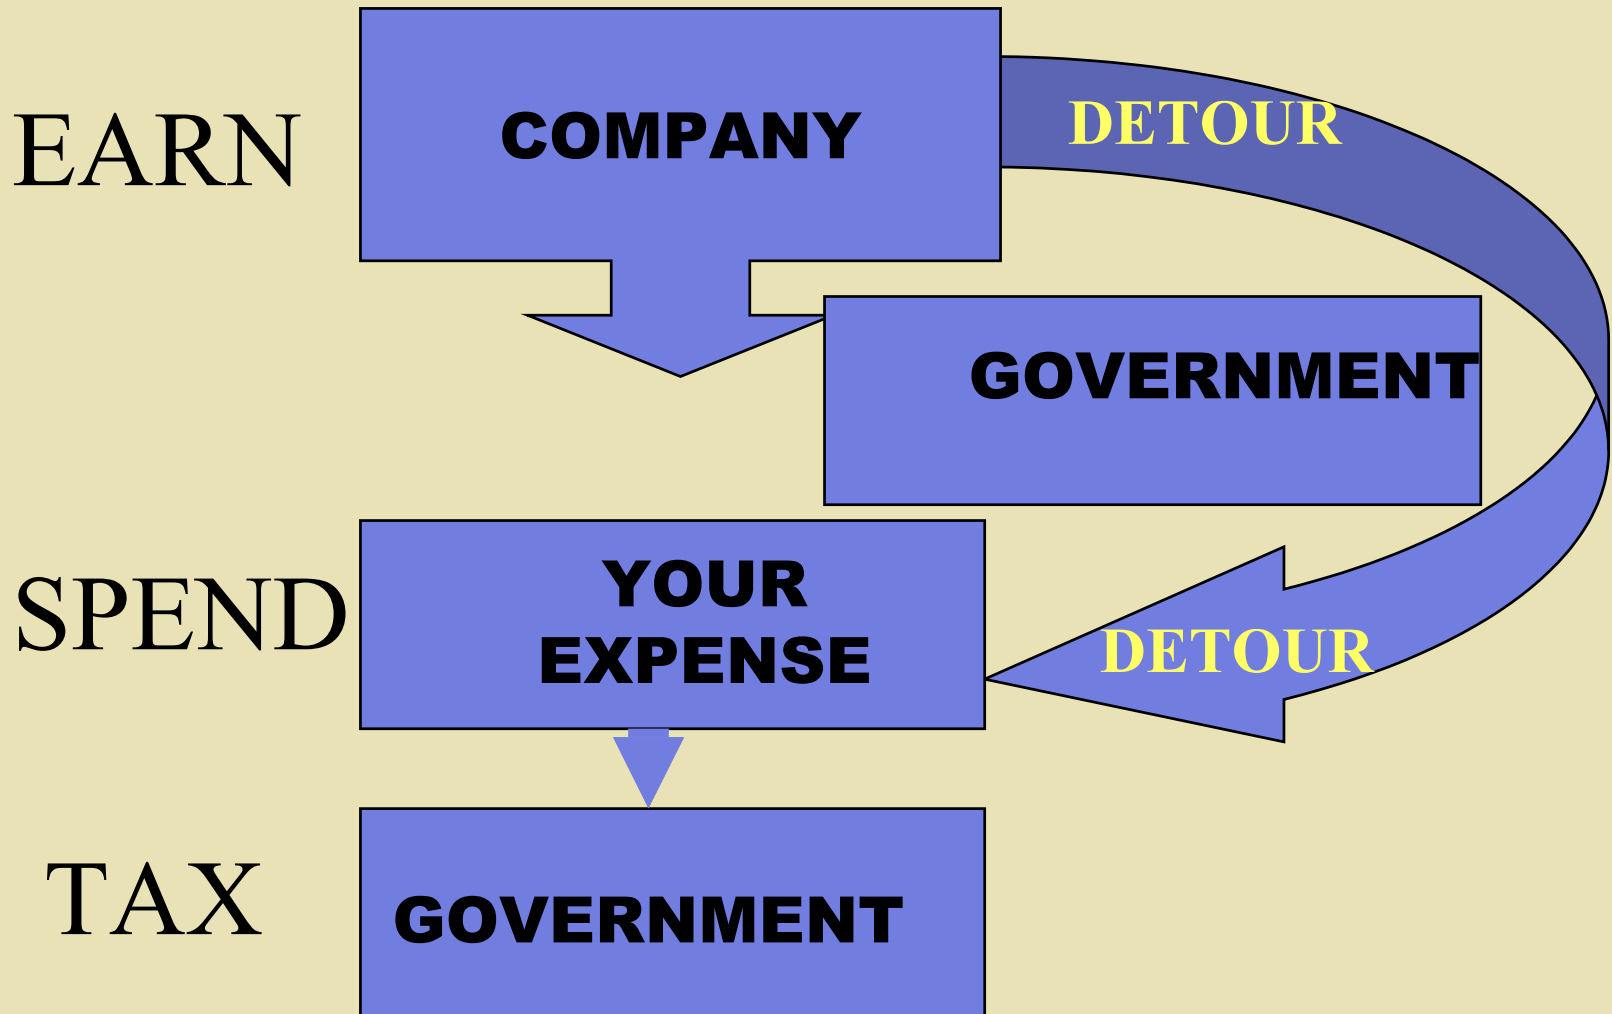 EARN
COMPANY
DETOUR
GOVERNMENT
SPEND
YOUR
EXPENSE
DETOUR
TAX
GOVERNMENT